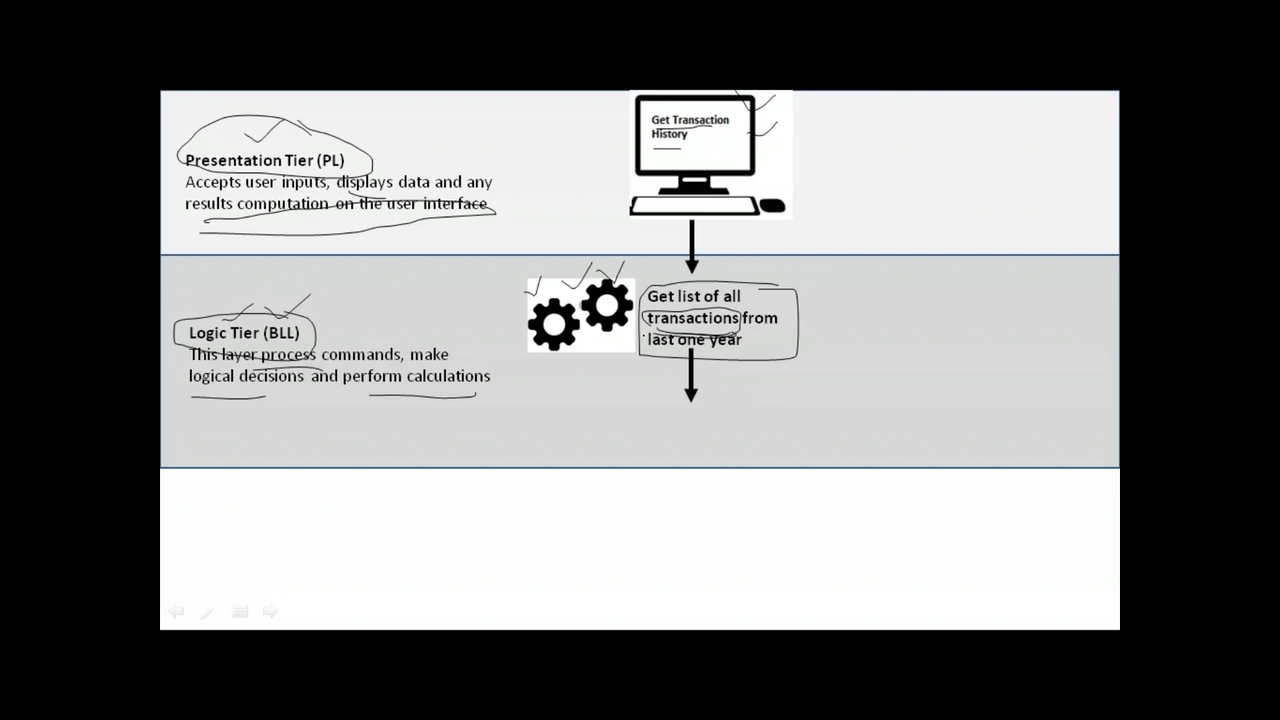 Get Transaction
History
Presentation Tier (PL)
Accepts user inputs, displays data and any
results computation on the user interface
Get list of all
transactions from
last one year
Logic Tier (BLL)
This layer process commands, make
logical decisions and perform calculations